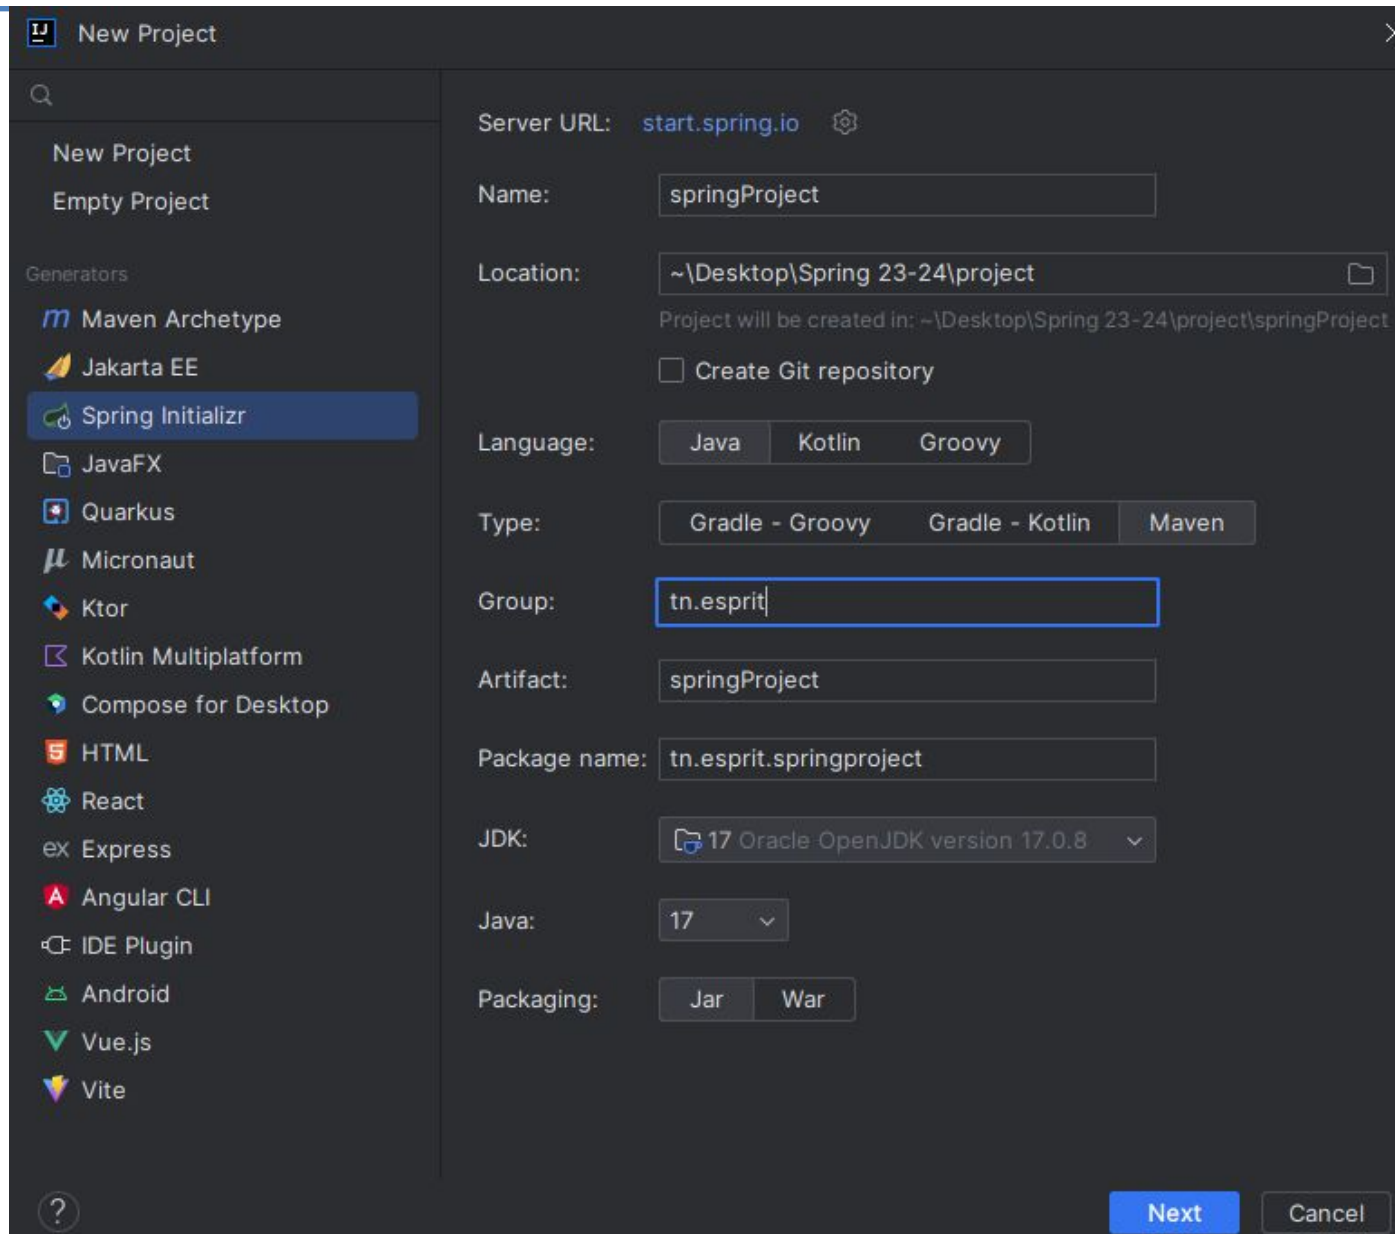 IJ New Project
New Project
Empty Project
Generators
Maven Archetype
Jakarta EE
Spring Initializr
JavaFX
Quarkus
Micronaut
Ktor
Kotlin Multiplatform
Compose for Desktop
HTML
React
ex Express
Angular CLI
IDE Plugin
Android
Vue.js
Vite
?
Server URL: start.spring.io
Name: springProject
Location: ~\Desktop\Spring 23-24\project
Project will be created in: ~\Desktop\Spring 23-24\project\springProject
Create Git repository
Language: Java Kotlin Groovy
Type: Gradle - Groovy Gradle - Kotlin Maven
Group: tn.esprit
Artifact: springProject
Package name: tn.esprit.springproject
JDK: 17 Oracle OpenJDK version 17.0.8
Java: 17
Packaging: Jar War
Next Cancel